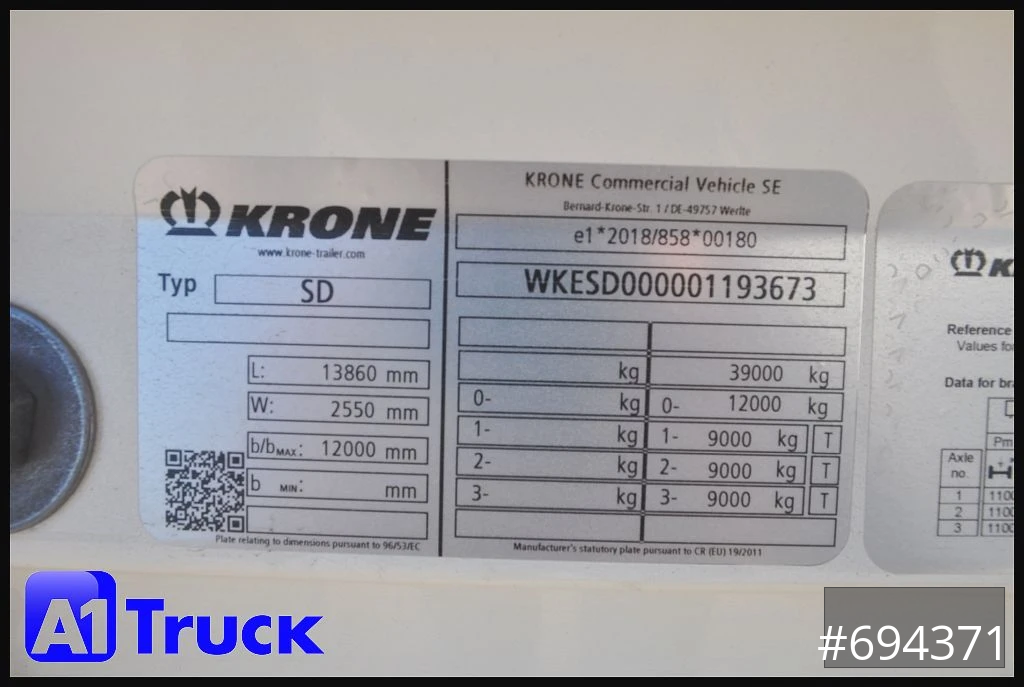 KRONE
www.krone-trailer.com
Typ SD
L: 13860 mm
W: 2550 mm
b/bMAX: 12000 mm
b MIN: mm
Plate relating to dimensions pursuant to 96/53/EC
KRONE Commercial Vehicle SE
Bernard-Krone-Str. 1 / DE-49757 Werlte
e1*2018/858*00180
WKESD000001193673
kg 39000 kg
0- kg 0- 12000 kg
1- kg 1- 9000 kg T
2- kg 2- 9000 kg T
3- kg 3- 9000 kg T
Manufacturer's statutory plate pursuant to CR (EU) 19/2011
Reference
Values
Data for
Axle
no.
1 1100
2 1100
3 1100
A1 Truck
#694371